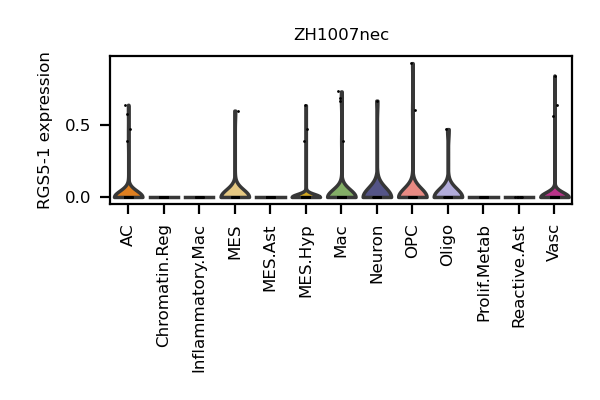 ZH1007nec
RGS5-1 expression
0.5
0.0
AC
Chromatin.Reg
Inflammatory.Mac
MES
MES.Ast
MES.Hyp
Mac
Neuron
OPC
Oligo
Prolif.Metab
Reactive.Ast
Vasc